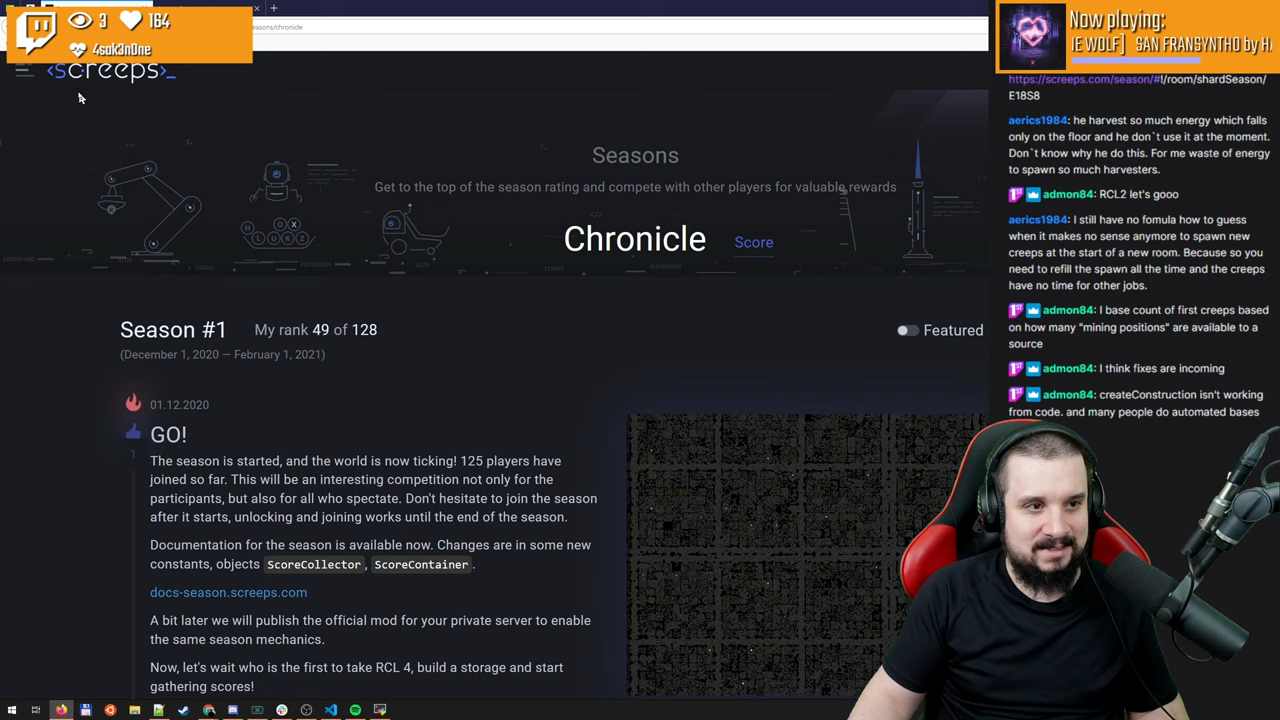 3 164
4sak3n0ne
easons/chronicle
<screeps>_
Seasons
Get to the top of the season rating and compete with other players for valuable rewards
Chronicle Score
Season #1 My rank 49 of 128
Featured
(December 1, 2020 — February 1, 2021)
01.12.2020
GO!
1
The season is started, and the world is now ticking! 125 players have
joined so far. This will be an interesting competition not only for the
participants, but also for all who spectate. Don't hesitate to join the season
after it starts, unlocking and joining works until the end of the season.
Documentation for the season is available now. Changes are in some new
constants, objects ScoreCollector, ScoreContainer.
docs-season.screeps.com
A bit later we will publish the official mod for your private server to enable
the same season mechanics.
Now, let's wait who is the first to take RCL 4, build a storage and start
gathering scores!
Now playing:
[E WOLF] SAN FRANSYNTHO by HA
https://screeps.com/season/#!/room/shardSeason/
E18S8
aerics1984: he harvest so much energy which falls
only on the floor and he don`t use it at the moment.
Don`t know why he do this. For me waste of energy
to spawn so much harvesters.
admon84: RCL2 let's gooo
aerics1984: I still have no fomula how to guess
when it makes no sense anymore to spawn new
creeps at the start of a new room. Because so you
need to refill the spawn all the time and the creeps
have no time for other jobs.
admon84: I base count of first creeps based
on how many "mining positions" are available to a
source
admon84: I think fixes are incoming
admon84: createConstruction isn't working
from code. and many people do automated bases